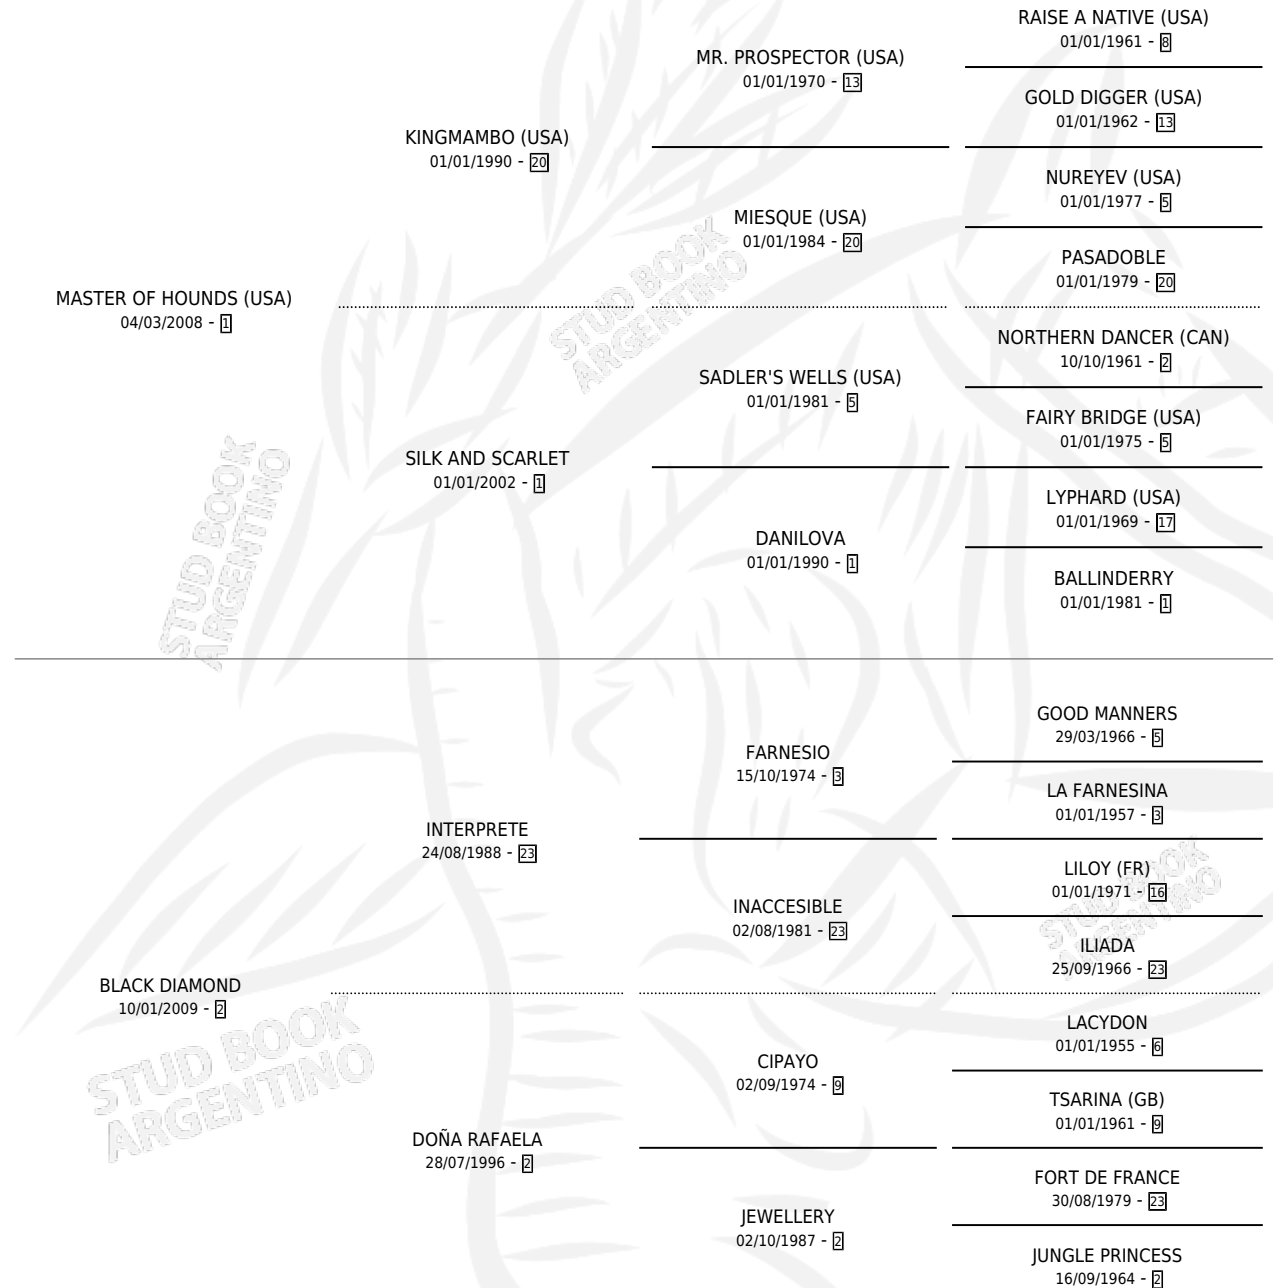 RAISE A NATIVE (USA)
01/01/1961 - 8
MR. PROSPECTOR (USA)
01/01/1970 - 13
GOLD DIGGER (USA)
01/01/1962 - 13
KINGMAMBO (USA)
01/01/1990 - 20
NUREYEV (USA)
01/01/1977 - 5
MIESQUE (USA)
01/01/1984 - 20
PASADOBLE
01/01/1979 - 20
MASTER OF HOUNDS (USA)
04/03/2008 - 1
NORTHERN DANCER (CAN)
10/10/1961 - 2
SADLER'S WELLS (USA)
01/01/1981 - 5
FAIRY BRIDGE (USA)
01/01/1975 - 5
SILK AND SCARLET
01/01/2002 - 1
LYPHARD (USA)
01/01/1969 - 17
DANILOVA
01/01/1990 - 1
BALLINDERRY
01/01/1981 - 1
GOOD MANNERS
29/03/1966 - 5
FARNESIO
15/10/1974 - 3
LA FARNESINA
01/01/1957 - 3
INTERPRETE
24/08/1988 - 23
LILOY (FR)
01/01/1971 - 16
INACCESIBLE
02/08/1981 - 23
ILIADA
25/09/1966 - 23
BLACK DIAMOND
10/01/2009 - 2
LACYDON
01/01/1955 - 6
CIPAYO
02/09/1974 - 9
TSARINA (GB)
01/01/1961 - 9
DOÑA RAFAELA
28/07/1996 - 2
FORT DE FRANCE
30/08/1979 - 23
JEWELLERY
02/10/1987 - 2
JUNGLE PRINCESS
16/09/1964 - 2
STUD BOOK
ARGENTINO
STUD BOOK
ARGENTINO
STUD BOOK
ARGENTINO
STUD BOOK
ARGENTINO